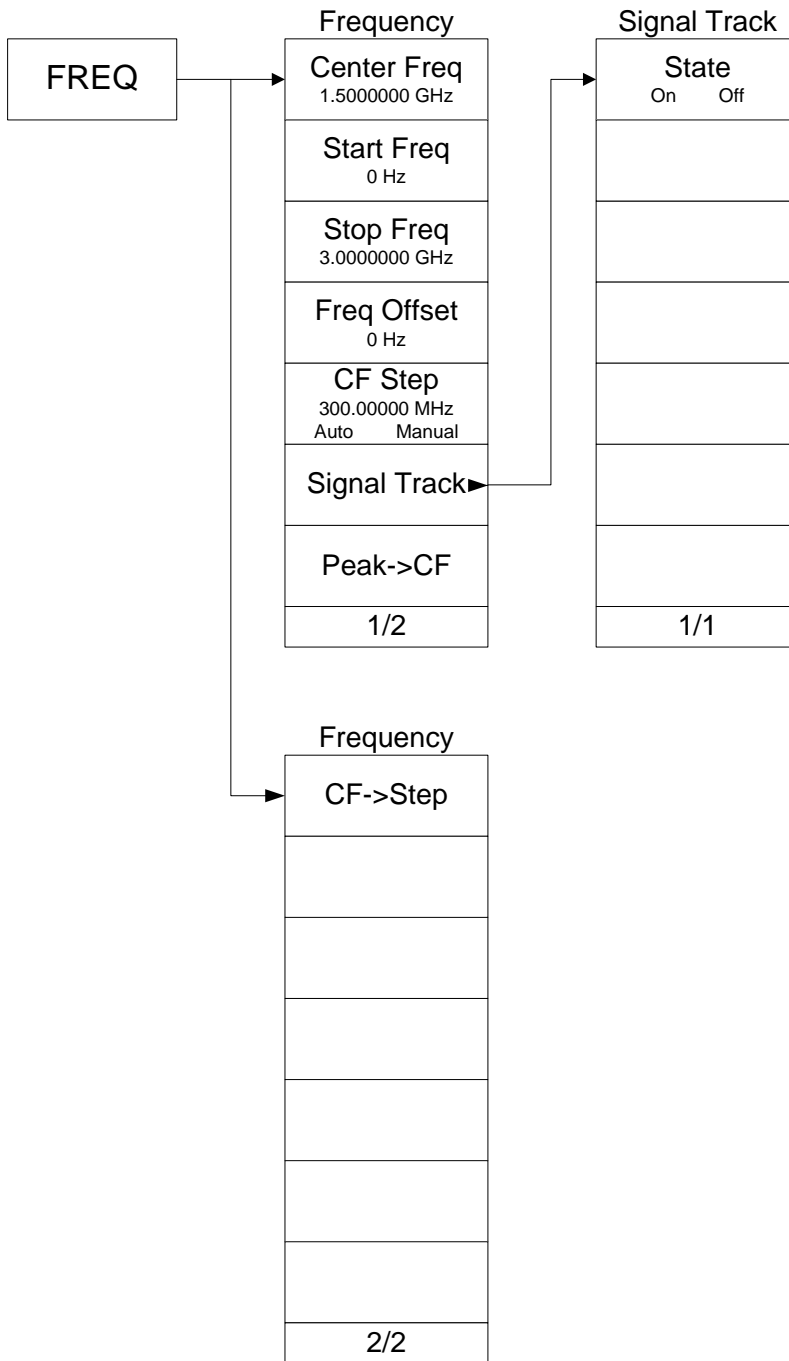 FREQ
Frequency
Center Freq
1.5000000 GHz
Start Freq
0 Hz
Stop Freq
3.0000000 GHz
Freq Offset
0 Hz
CF Step
300.00000 MHz
Auto Manual
Signal Track
Peak->CF
1/2
Signal Track
State
On Off
1/1
Frequency
CF->Step
2/2